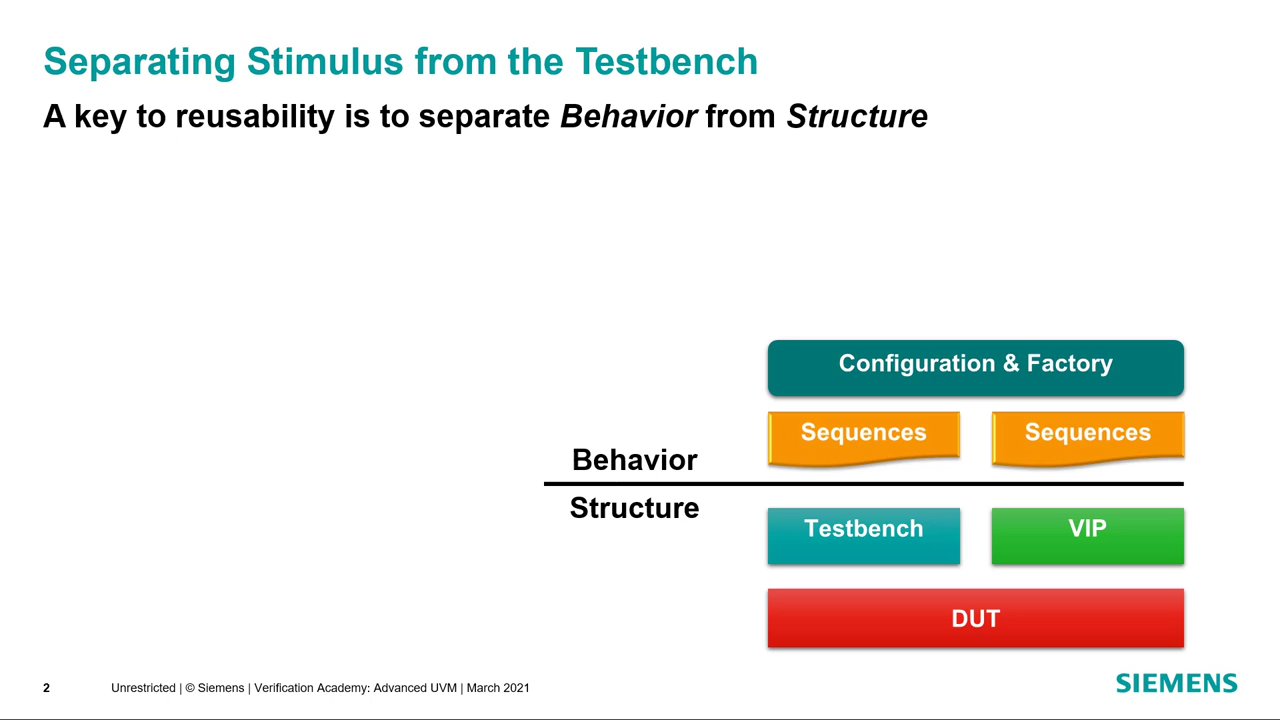 Separating Stimulus from the Testbench
A key to reusability is to separate Behavior from Structure
Configuration & Factory
Sequences
Sequences
Behavior
Structure
Testbench
VIP
DUT
2
Unrestricted | © Siemens | Verification Academy: Advanced UVM | March 2021
SIEMENS